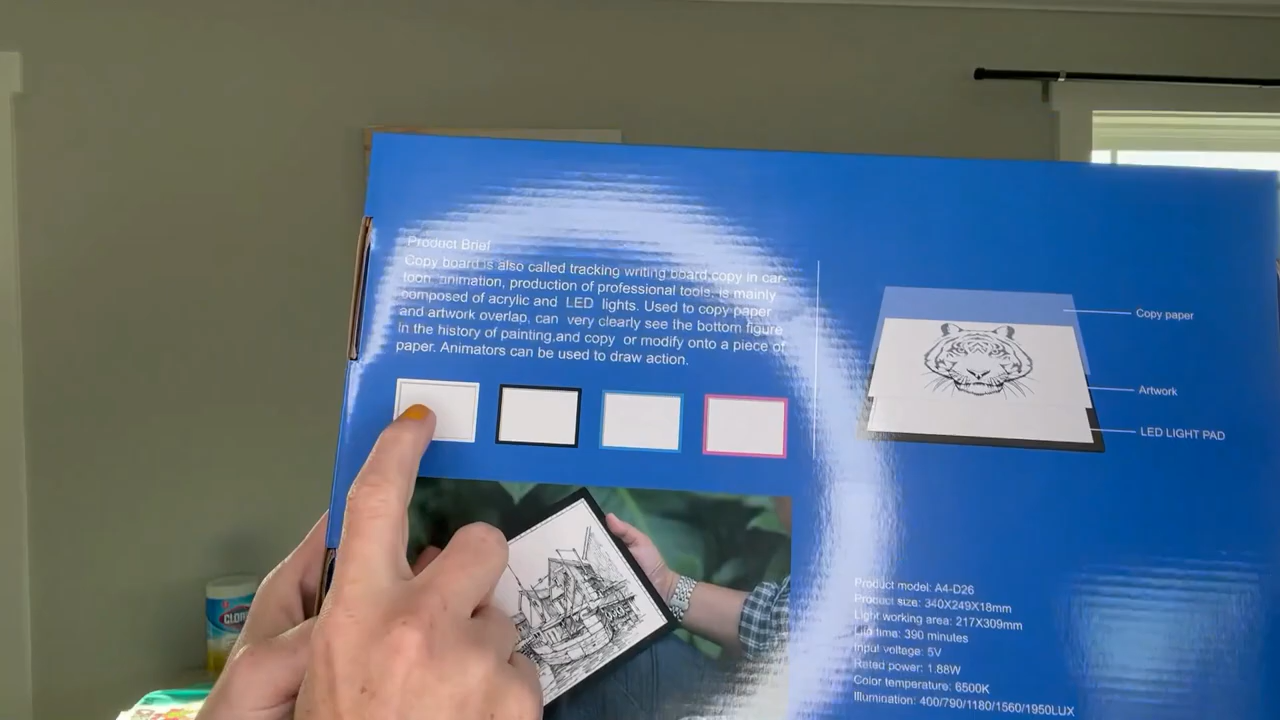 Product Brief
Copy board is also called tracking writing board,copy in car-
toon, animation, production of professional tools, is mainly
composed of acrylic and LED lights. Used to copy paper
and artwork overlap, can very clearly see the bottom figure
In the history of painting,and copy or modify onto a piece of
paper. Animators can be used to draw action.
Copy paper
Artwork
LED LIGHT PAD
Product model: A4-D26
Product size: 340X249X18mm
Light working area: 217X309mm
time: 390 minutes
Input voltage: 5V
Rated power: 1.88W
Color temperature: 6500K
Illumination: 400/790/1180/1560/1950LUX
CLORO